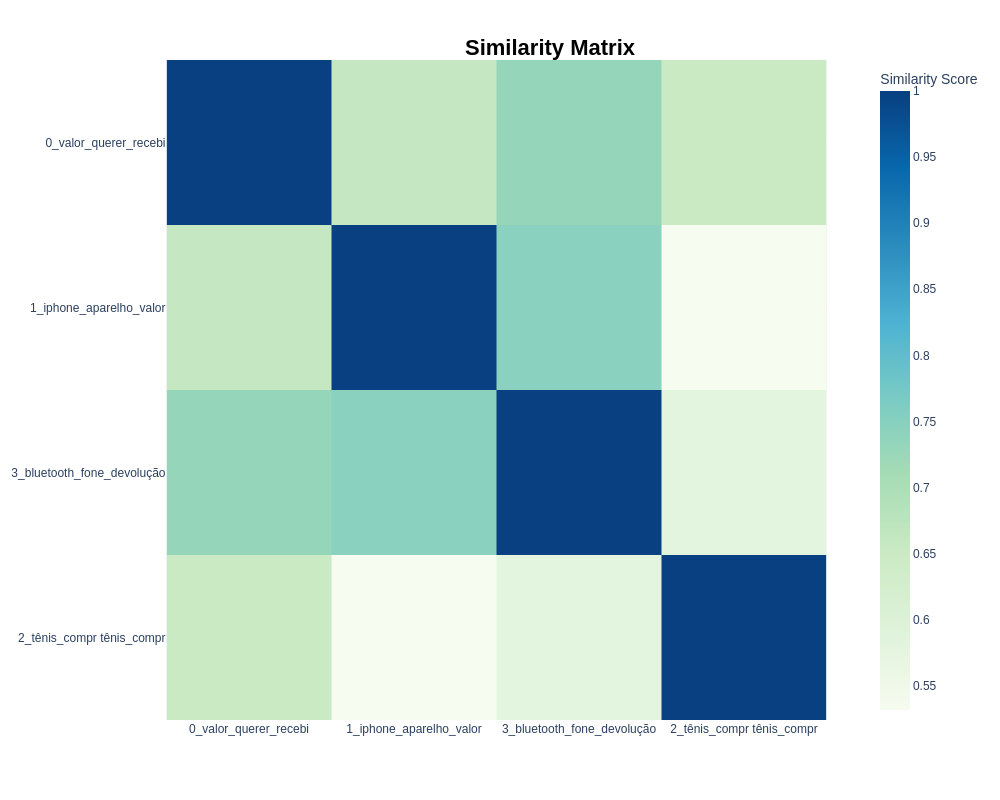 Similarity Matrix
Similarity Score
1
0.95
0.9
0.85
0.8
0.75
0.7
0.65
0.6
0.55
0_valor_querer_recebi
1_iphone_aparelho_valor
3_bluetooth_fone_devolução
2_tênis_compr tênis_compr
0_valor_querer_recebi
1_iphone_aparelho_valor
3_bluetooth_fone_devolução
2_tênis_compr tênis_compr